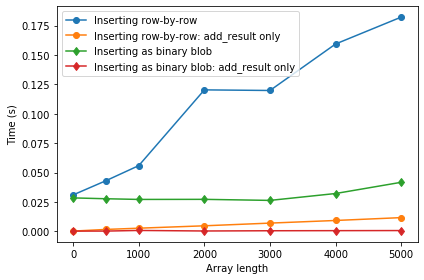 0.175
0.150
0.125
0.100
0.075
0.050
0.025
0.000
Time (s)
Inserting row-by-row
Inserting row-by-row: add_result only
Inserting as binary blob
Inserting as binary blob: add_result only
0 1000 2000 3000 4000 5000
Array length